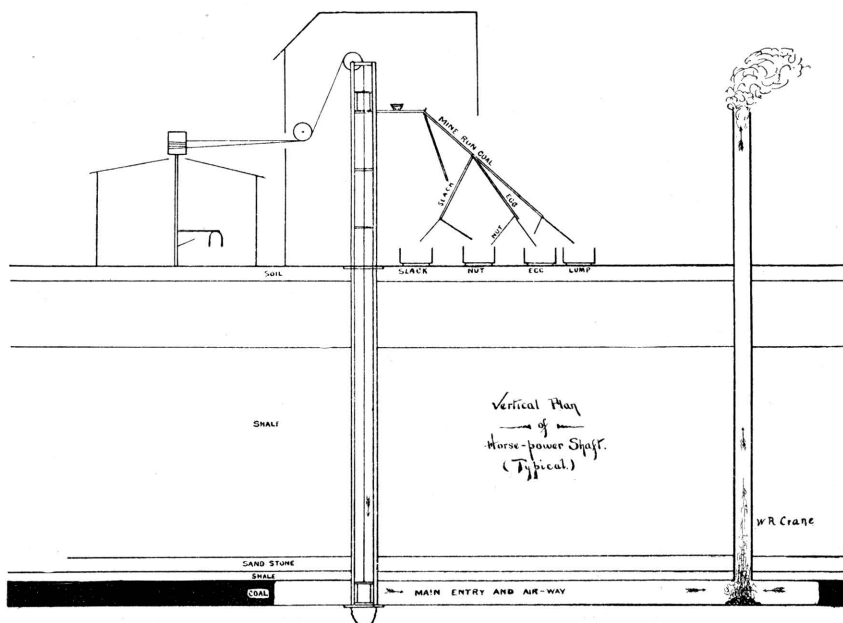 MINE RUN COAL
SLACK
EGG
NUT
SLACK NUT EGG LUMP
SOIL
Vertical Plan
of
Horse-power Shaft.
(Typical.)
SHALE
W R Crane
SAND STONE
SHALE
COAL
MAIN ENTRY AND AIR-WAY